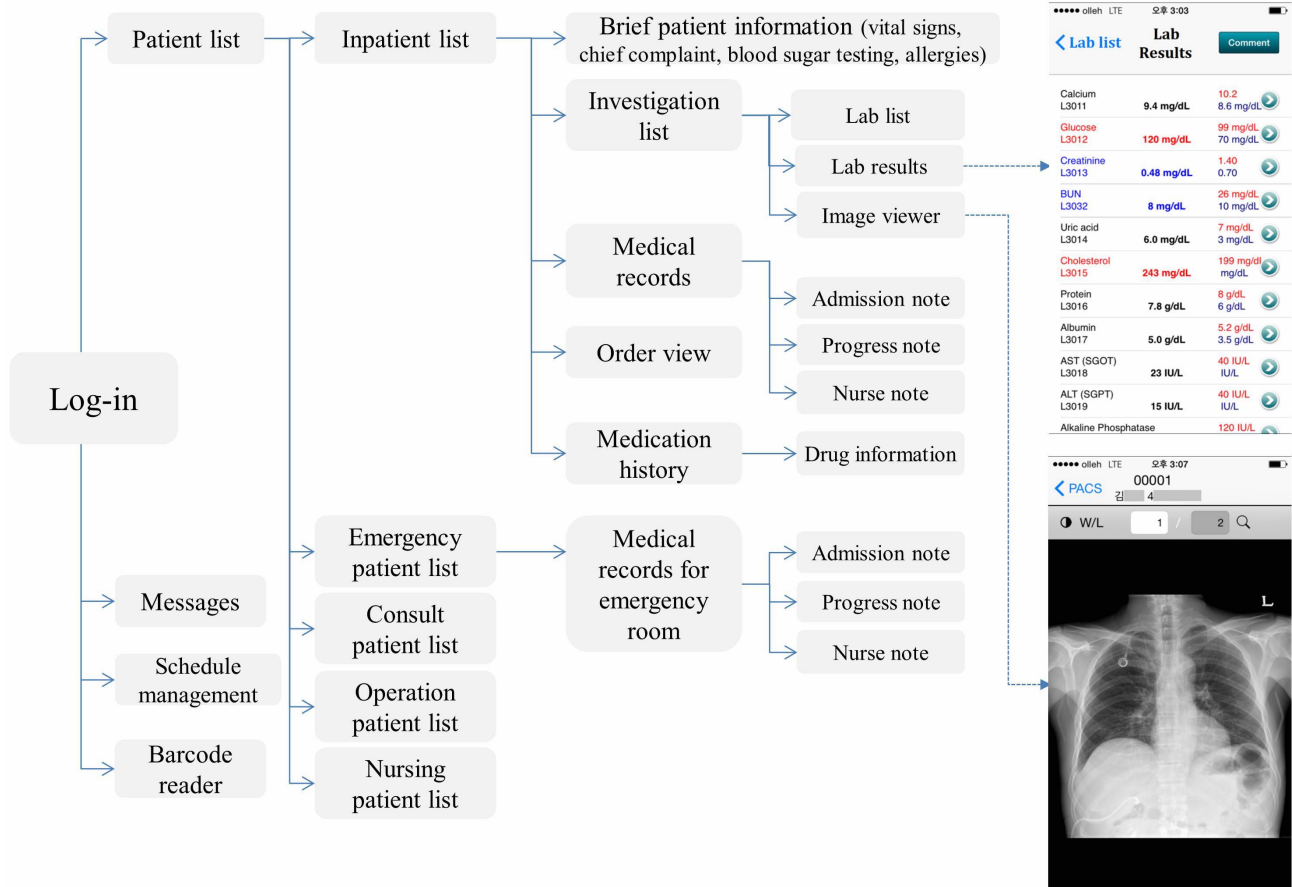 Log-in
Patient list
Messages
Schedule
management
Barcode
reader
Inpatient list
Emergency
patient list
Consult
patient list
Operation
patient list
Nursing
patient list
Brief patient information (vital signs,
chief complaint, blood sugar testing, allergies)
Investigation
list
Medical
records
Order view
Medication
history
Medical
records for
emergency
room
Lab list
Lab results
Image viewer
Admission note
Progress note
Nurse note
Drug information
Admission note
Progress note
Nurse note
olleh LTE 오후 3:03
Lab list Lab Results Comment
Calcium 10.2
L3011 9.4 mg/dL 8.6 mg/dL
Glucose 99 mg/dL
L3012 120 mg/dL 70 mg/dL
Creatinine 1.40
L3013 0.48 mg/dL 0.70
BUN 26 mg/dL
L3032 8 mg/dL 10 mg/dL
Uric acid 7 mg/dL
L3014 6.0 mg/dL 3 mg/dL
Cholesterol 199 mg/dl
L3015 243 mg/dL mg/dL
Protein 8 g/dL
L3016 7.8 g/dL 6 g/dL
Albumin 5.2 g/dL
L3017 5.0 g/dL 3.5 g/dL
AST (SGOT) 40 IU/L
L3018 23 IU/L IU/L
ALT (SGPT) 40 IU/L
L3019 15 IU/L IU/L
Alkaline Phosphatase 120 IU/L
olleh LTE 오후 3:07
PACS 00001
김 4
W/L 1 / 2
L